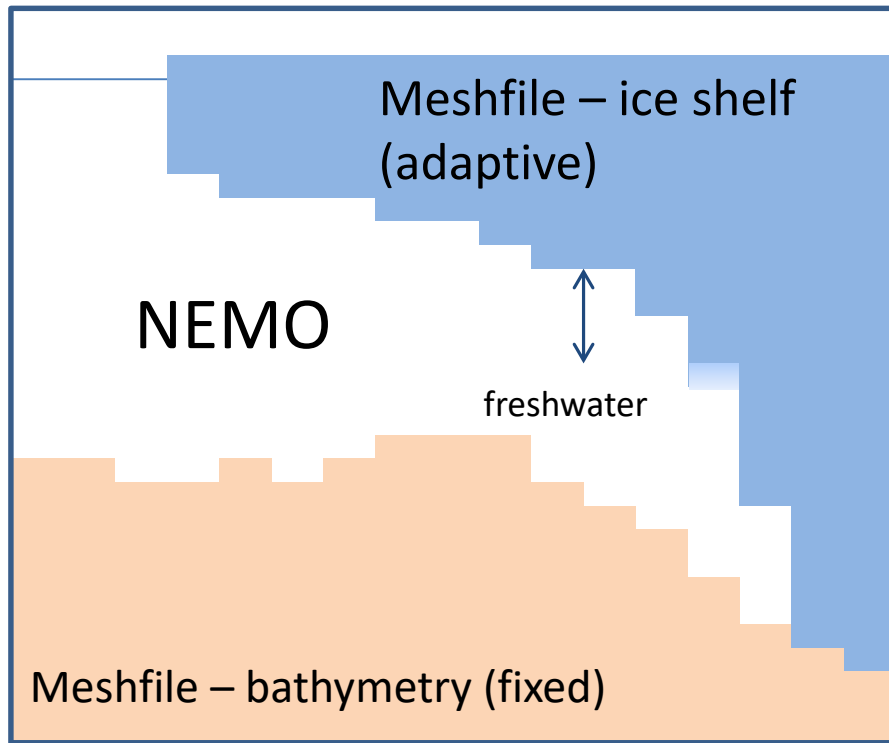 Meshfile – ice shelf
(adaptive)
NEMO
freshwater
Meshfile – bathymetry (fixed)